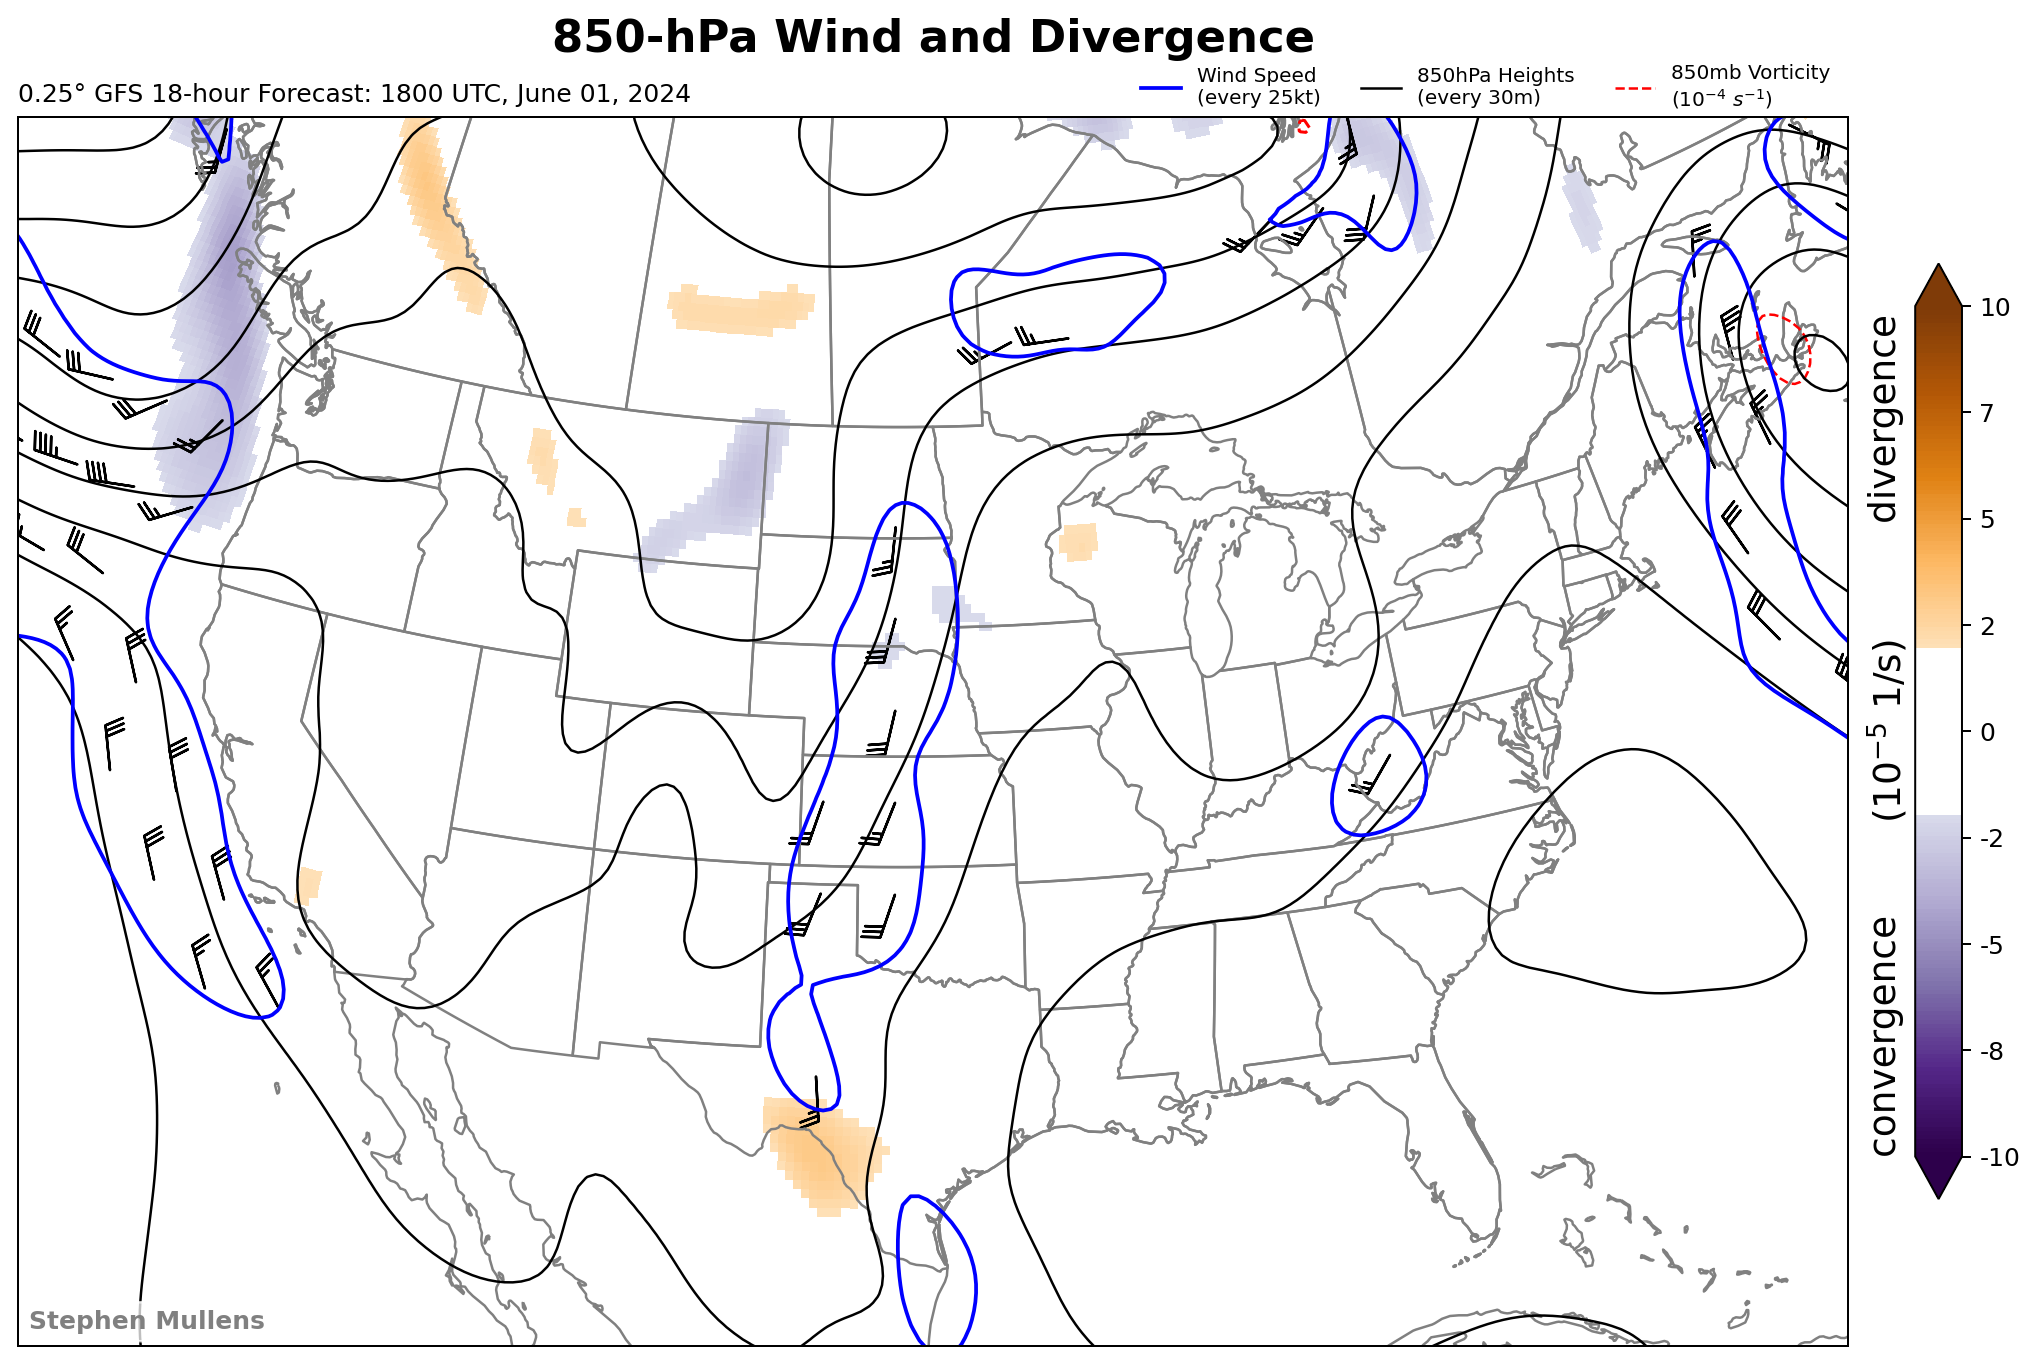 850-hPa Wind and Divergence
0.25° GFS 18-hour Forecast: 1800 UTC, June 01, 2024
Wind Speed
(every 25kt)
850hPa Heights
(every 30m)
850mb Vorticity
(10⁻⁴ s⁻¹)
10
7
5
2
0
-2
-5
-8
-10
convergence (10⁻⁵ 1/s) divergence
Stephen Mullens